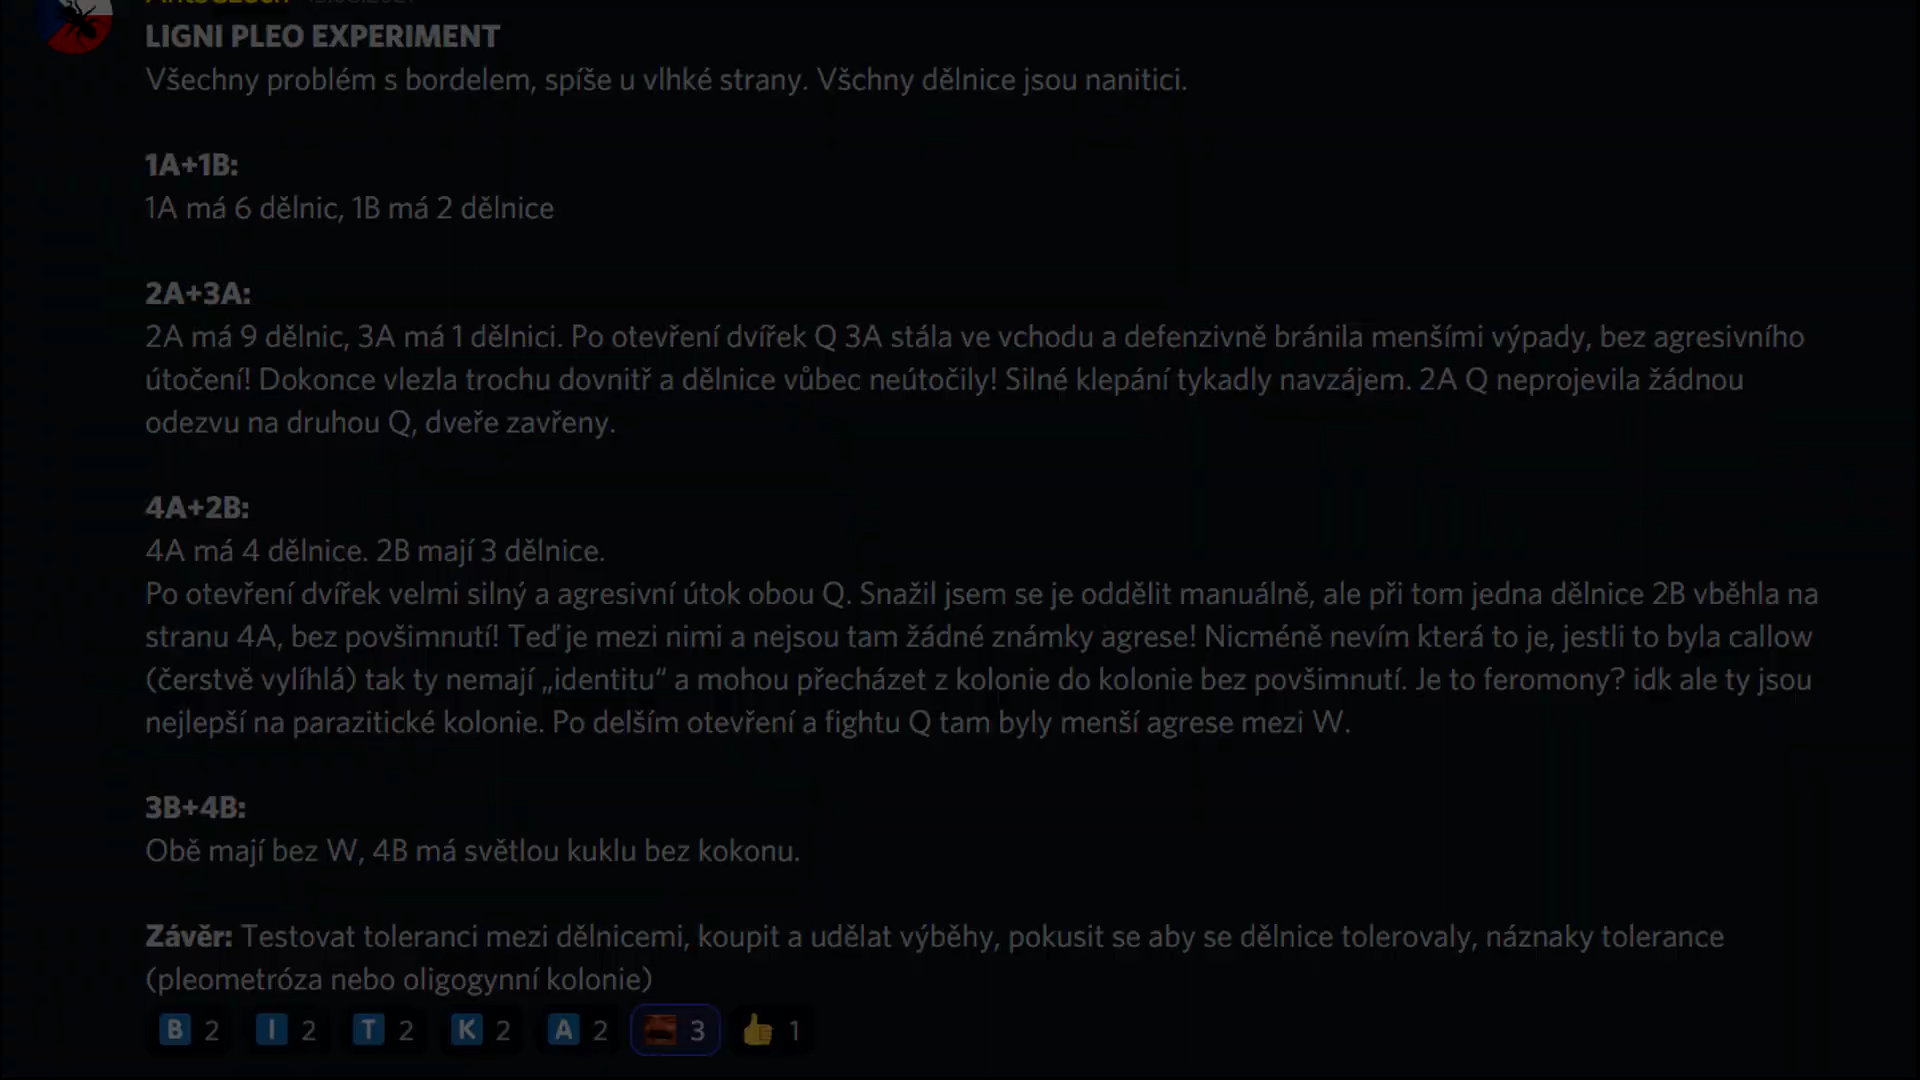 LIGNI PLEO EXPERIMENT
Všechny problém s bordelem, spíše u vlhké strany. Všchny dělnice jsou nanitici.
1A+1B:
1A má 6 dělnic, 1B má 2 dělnice
2A+3A:
2A má 9 dělnic, 3A má 1 dělnici. Po otevření dvířek Q 3A stála ve vchodu a defenzivně bránila menšími výpady, bez agresivního
útočení! Dokonce vlezla trochu dovnitř a dělnice vůbec neútočily! Silné klepání tykadly navzájem. 2A Q neprojevila žádnou
odezvu na druhou Q, dveře zavřeny.
4A+2B:
4A má 4 dělnice. 2B mají 3 dělnice.
Po otevření dvířek velmi silný a agresivní útok obou Q. Snažil jsem se je oddělit manuálně, ale při tom jedna dělnice 2B vběhla na
stranu 4A, bez povšimnutí! Teď je mezi nimi a nejsou tam žádné známky agrese! Nicméně nevím která to je, jestli to byla callow
(čerstvě vylíhlá) tak ty nemají „identitu“ a mohou přecházet z kolonie do kolonie bez povšimnutí. Je to feromony? idk ale ty jsou
nejlepší na parazitické kolonie. Po delším otevření a fightu Q tam byly menší agrese mezi W.
3B+4B:
Obě mají bez W, 4B má světlou kuklu bez kokonu.
Závěr: Testovat toleranci mezi dělnicemi, koupit a udělat výběhy, pokusit se aby se dělnice tolerovaly, náznaky tolerance
(pleometróza nebo oligogynní kolonie)
B 2 I 2 T 2 K 2 A 2 3 1